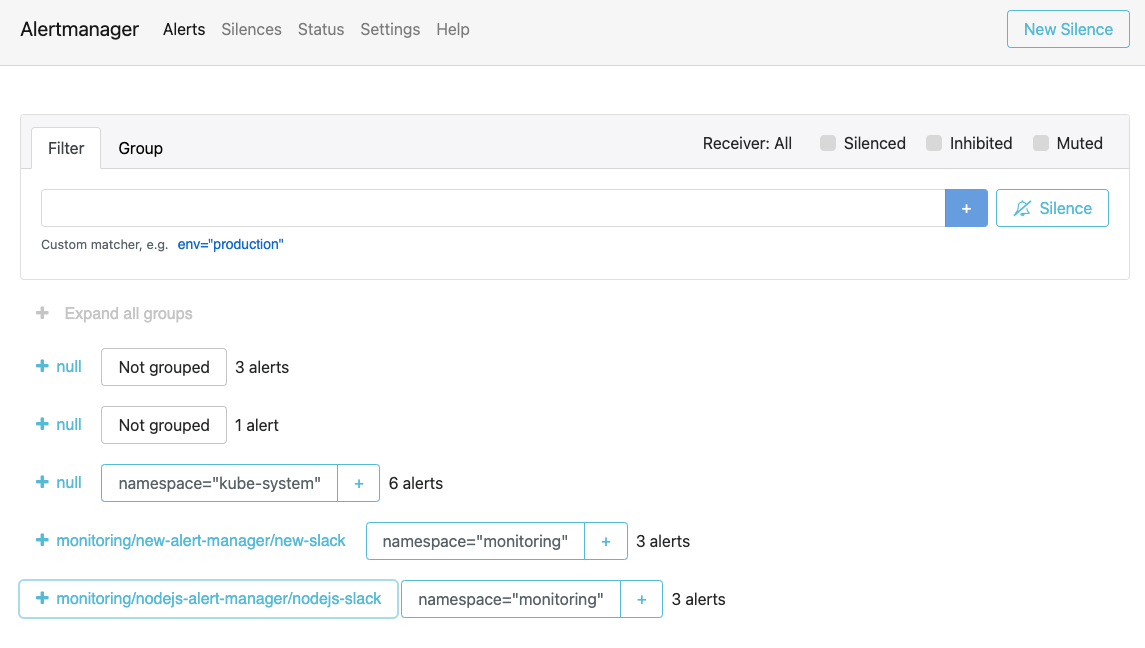 Alertmanager Alerts Silences Status Settings Help New Silence
Filter Group Receiver: All Silenced Inhibited Muted
+ Silence
Custom matcher, e.g. env="production"
+ Expand all groups
+ null Not grouped 3 alerts
+ null Not grouped 1 alert
+ null namespace="kube-system" + 6 alerts
+ monitoring/new-alert-manager/new-slack namespace="monitoring" + 3 alerts
+ monitoring/nodejs-alert-manager/nodejs-slack namespace="monitoring" + 3 alerts